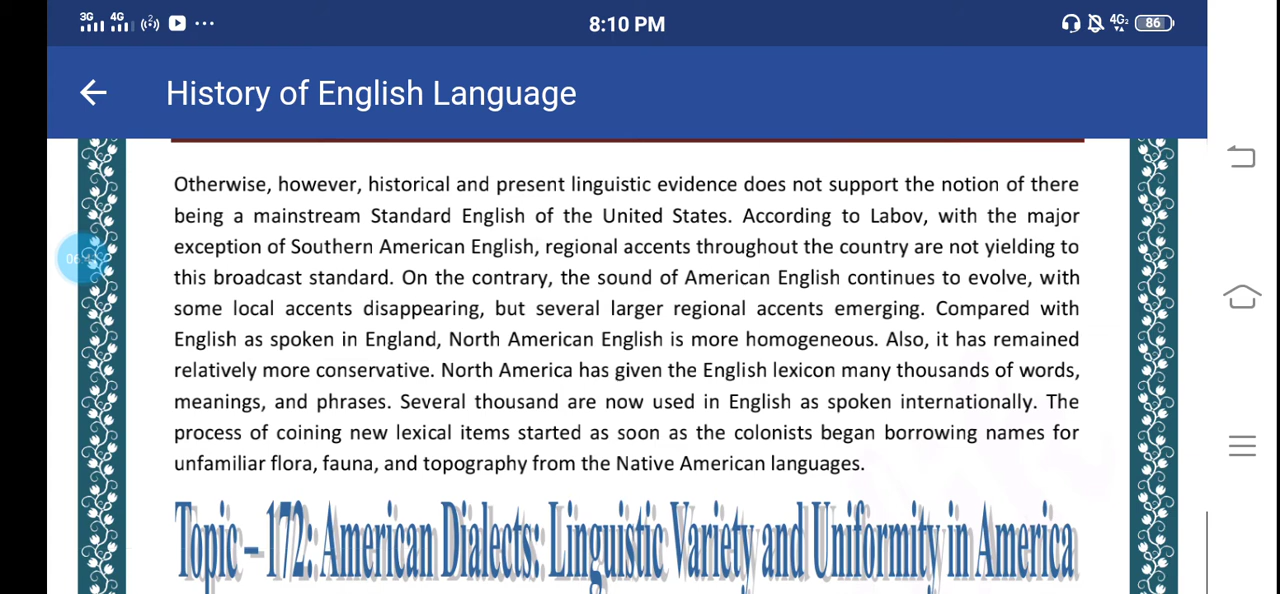 3G 4G 8:10 PM 4G2 86
History of English Language
Otherwise, however, historical and present linguistic evidence does not support the notion of there
being a mainstream Standard English of the United States. According to Labov, with the major
exception of Southern American English, regional accents throughout the country are not yielding to
this broadcast standard. On the contrary, the sound of American English continues to evolve, with
some local accents disappearing, but several larger regional accents emerging. Compared with
English as spoken in England, North American English is more homogeneous. Also, it has remained
relatively more conservative. North America has given the English lexicon many thousands of words,
meanings, and phrases. Several thousand are now used in English as spoken internationally. The
process of coining new lexical items started as soon as the colonists began borrowing names for
unfamiliar flora, fauna, and topography from the Native American languages.
Topic – 172: American Dialects: Linguistic Variety and Uniformity in America